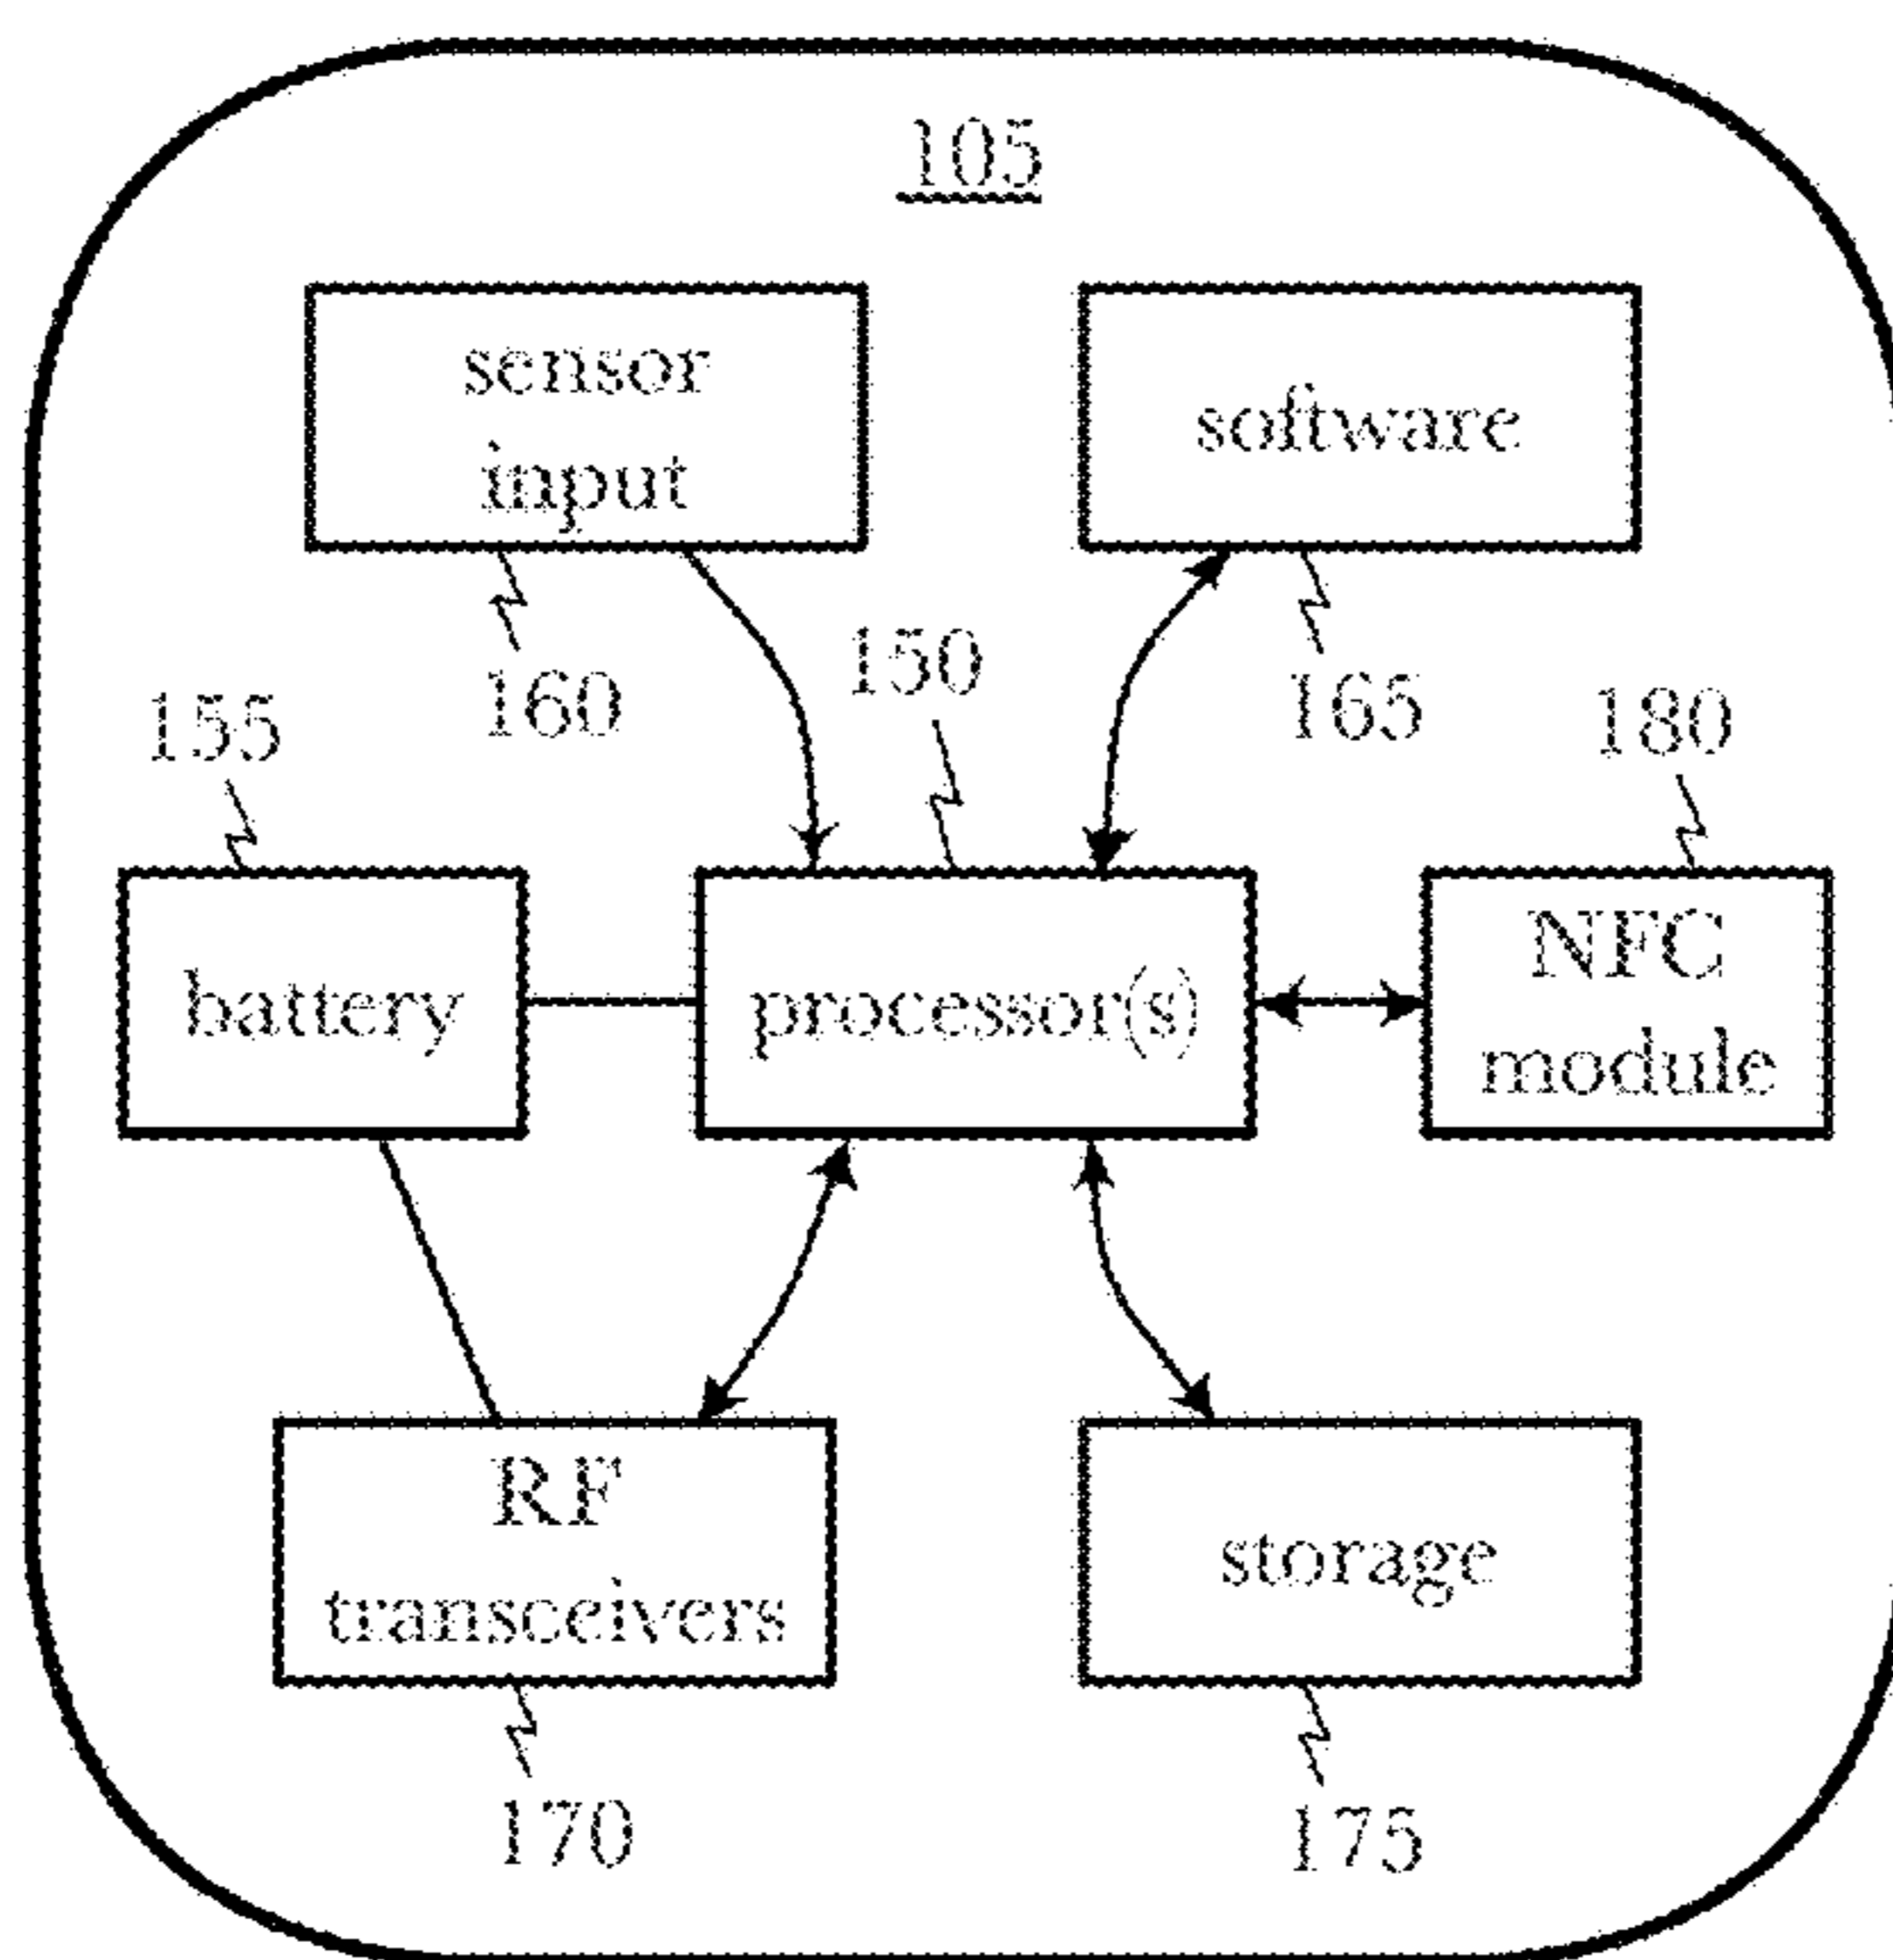 105
sensor
input
software
160
150
165
155
180
battery
processor(s)
NFC
module
RF
transceivers
storage
170
175